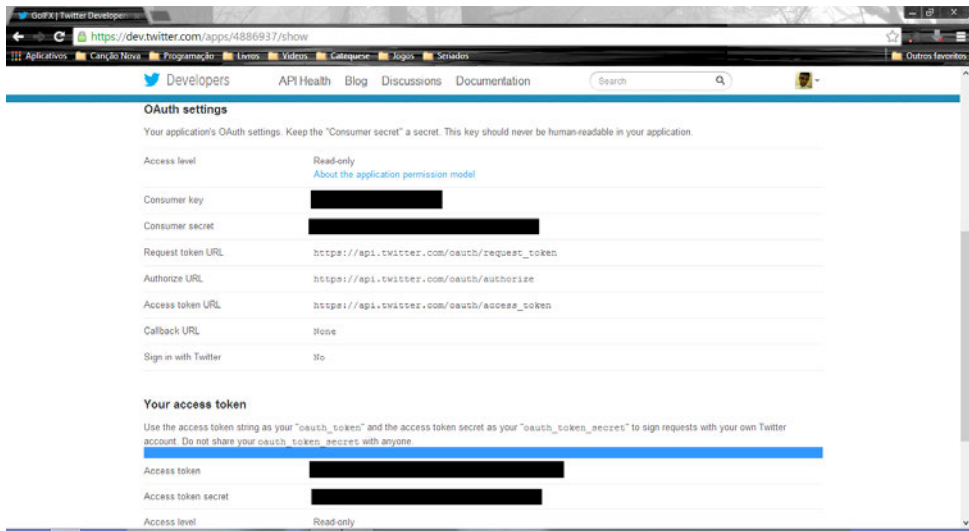 GolFX | Twitter Developer
https://dev.twitter.com/apps/4886937/show
Aplicativos Canção Nova Programação Livros Videos Catequese Jogos Seriados Outros favoritos
Developers API Health Blog Discussions Documentation Search
OAuth settings
Your application's OAuth settings. Keep the "Consumer secret" a secret. This key should never be human-readable in your application.
Access level Read-only
About the application permission model
Consumer key
Consumer secret
Request token URL https://api.twitter.com/oauth/request_token
Authorize URL https://api.twitter.com/oauth/authorize
Access token URL https://api.twitter.com/oauth/access_token
Callback URL None
Sign in with Twitter No
Your access token
Use the access token string as your "oauth_token" and the access token secret as your "oauth_token_secret" to sign requests with your own Twitter
account. Do not share your oauth_token_secret with anyone.
Access token
Access token secret
Access level Read-only